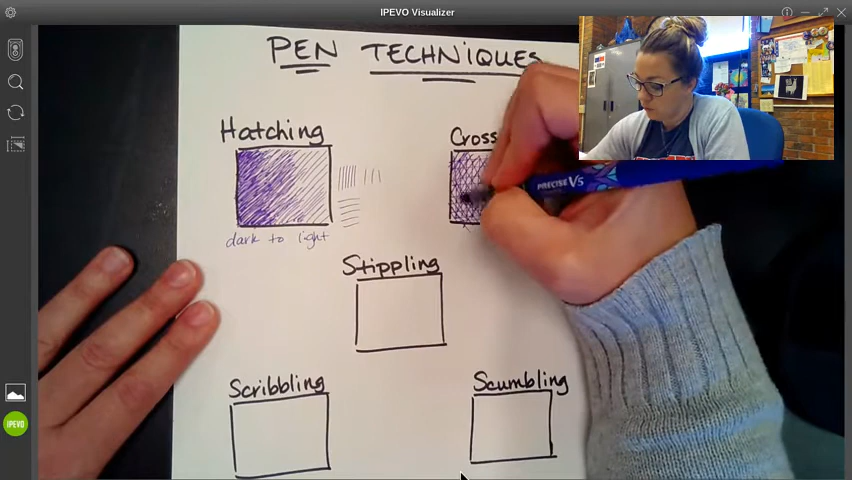 IPEVO Visualizer
PEN TECHNIQUES
Hatching
Cross
dark to light
PRECISE V5
Stippling
Scribbling
Scumbling
IPEVO